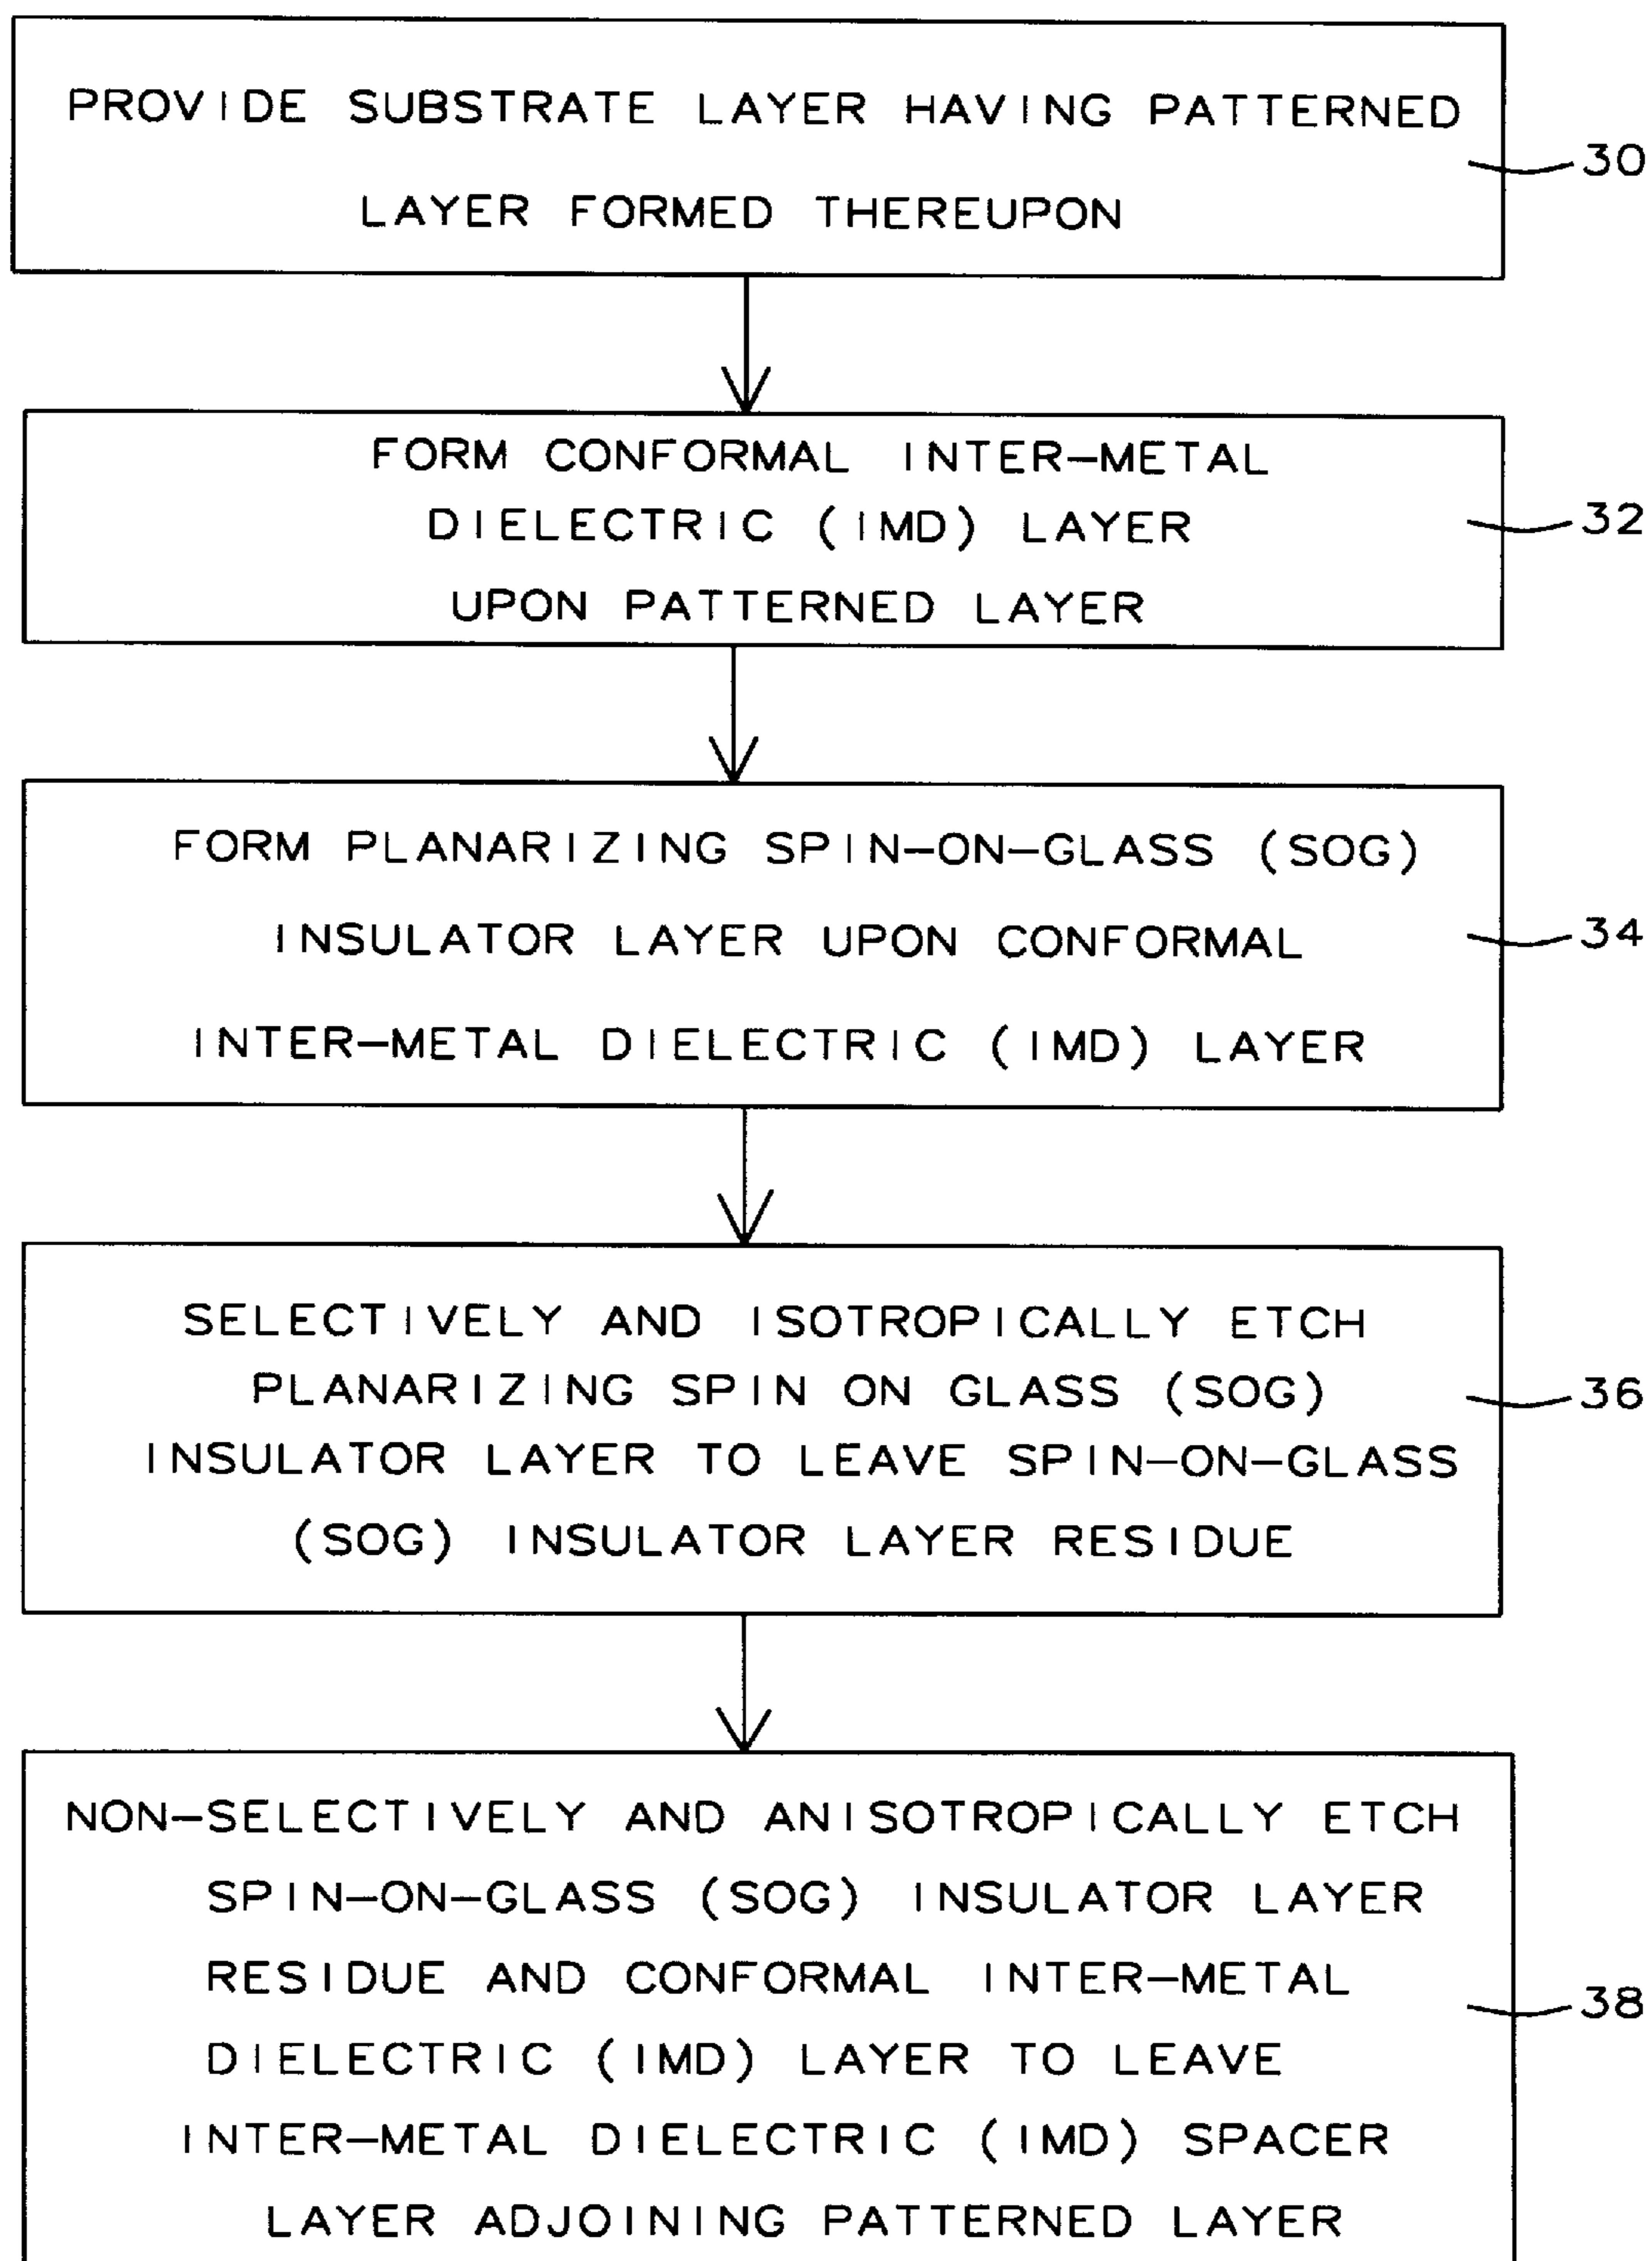 PROVIDE SUBSTRATE LAYER HAVING PATTERNED
LAYER FORMED THEREUPON
30
FORM CONFORMAL INTER-METAL
DIELECTRIC (IMD) LAYER
UPON PATTERNED LAYER
32
FORM PLANARIZING SPIN-ON-GLASS (SOG)
INSULATOR LAYER UPON CONFORMAL
INTER-METAL DIELECTRIC (IMD) LAYER
34
SELECTIVELY AND ISOTROPICALLY ETCH
PLANARIZING SPIN ON GLASS (SOG)
INSULATOR LAYER TO LEAVE SPIN-ON-GLASS
(SOG) INSULATOR LAYER RESIDUE
36
NON-SELECTIVELY AND ANISOTROPICALLY ETCH
SPIN-ON-GLASS (SOG) INSULATOR LAYER
RESIDUE AND CONFORMAL INTER-METAL
DIELECTRIC (IMD) LAYER TO LEAVE
INTER-METAL DIELECTRIC (IMD) SPACER
LAYER ADJOINING PATTERNED LAYER
38